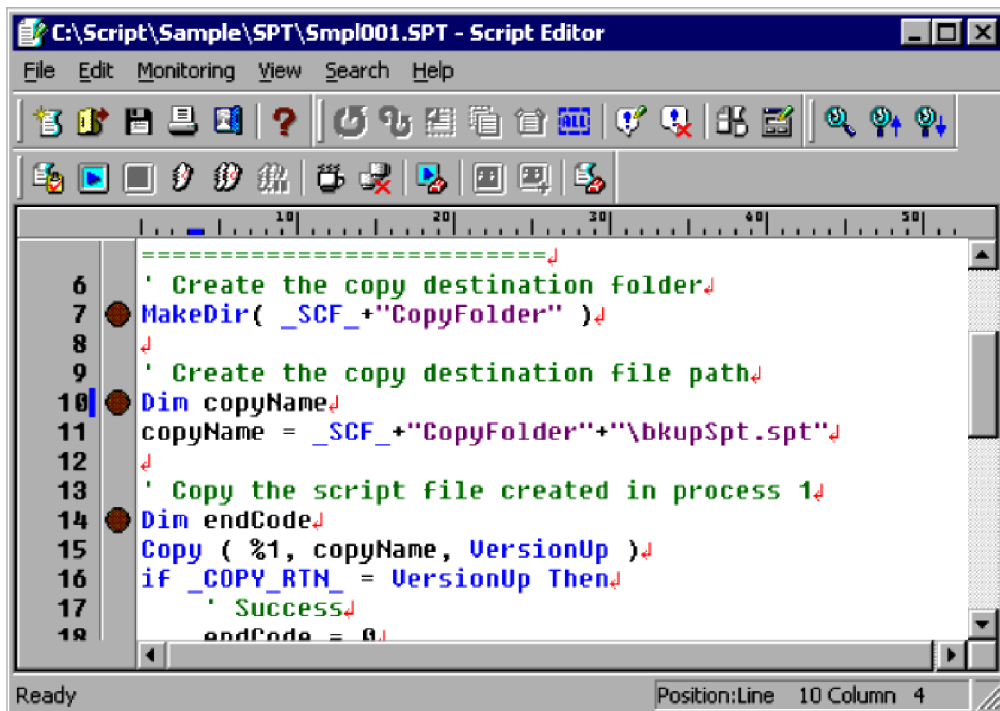 C:\Script\Sample\SPT\Smpl001.SPT - Script Editor
File Edit Monitoring View Search Help
ALL
10 20 30 40 50
==========================
6 ' Create the copy destination folder
7 MakeDir( _SCF_+"CopyFolder" )
8
9 ' Create the copy destination file path
10 Dim copyName
11 copyName = _SCF_+"CopyFolder"+"\bkupSpt.spt"
12
13 ' Copy the script file created in process 1
14 Dim endCode
15 Copy ( %1, copyName, VersionUp )
16 if _COPY_RTN_ = VersionUp Then
17 ' Success
18 endCode = 0
Ready Position:Line 10 Column 4